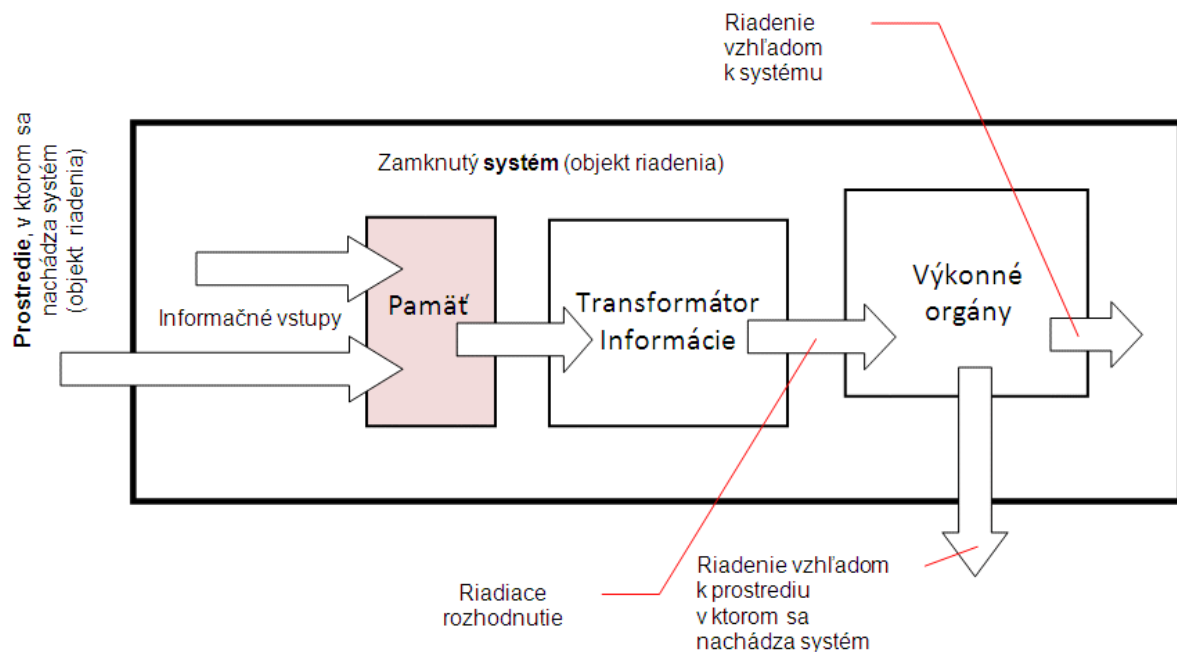 Riadenie
vzhľadom
k systému
Prostredie, v ktorom sa
nachádza systém
(objekt riadenia)
Zamknutý systém (objekt riadenia)
Informačné vstupy
Pamäť
Transformátor
Informácie
Výkonné
orgány
Riadiace
rozhodnutie
Riadenie vzhľadom
k prostrediu
v ktorom sa
nachádza systém